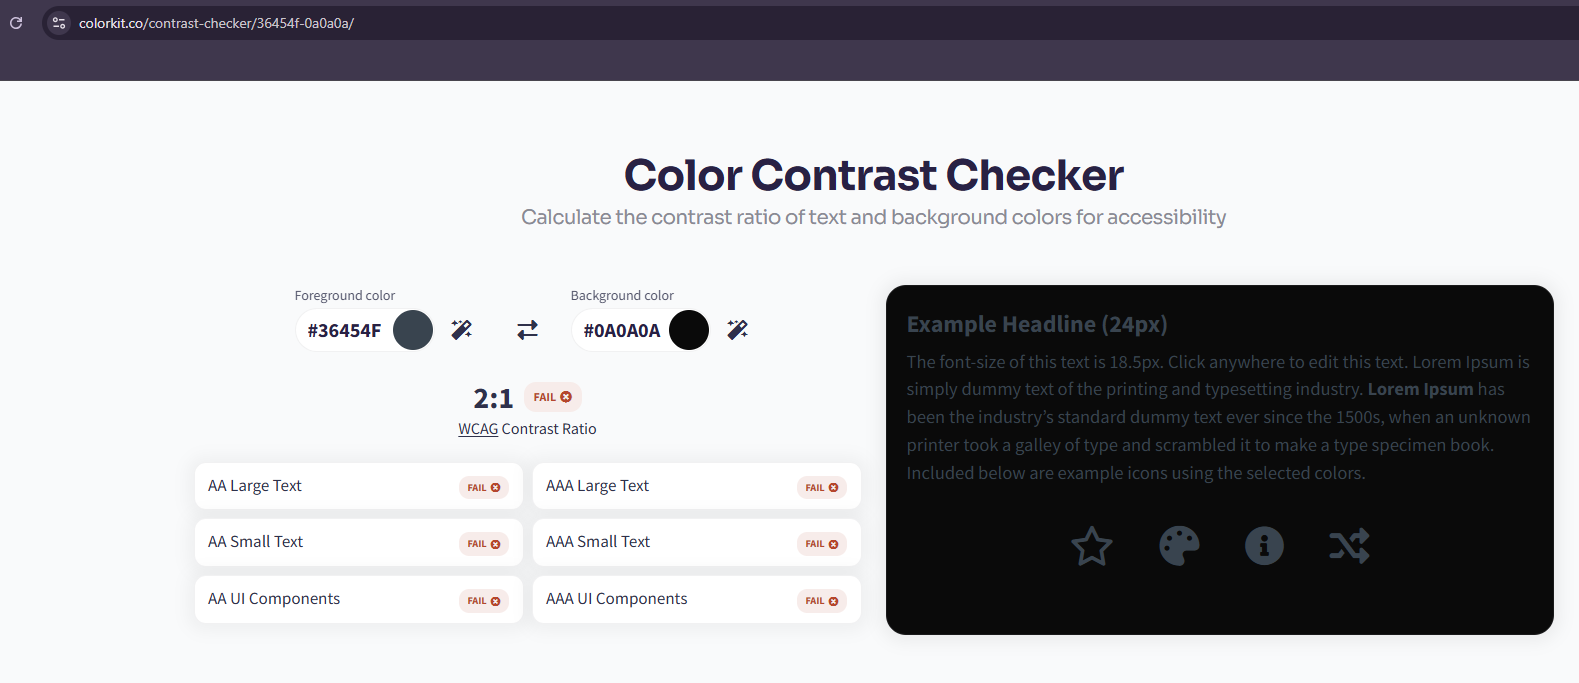 colorkit.co/contrast-checker/36454f-0a0a0a/
Color Contrast Checker
Calculate the contrast ratio of text and background colors for accessibility
Foreground color
#36454F
Background color
#0A0A0A
2:1 FAIL
WCAG Contrast Ratio
AA Large Text FAIL
AAA Large Text FAIL
AA Small Text FAIL
AAA Small Text FAIL
AA UI Components FAIL
AAA UI Components FAIL
Example Headline (24px)
The font-size of this text is 18.5px. Click anywhere to edit this text. Lorem Ipsum is
simply dummy text of the printing and typesetting industry. Lorem Ipsum has
been the industry’s standard dummy text ever since the 1500s, when an unknown
printer took a galley of type and scrambled it to make a type specimen book.
Included below are example icons using the selected colors.